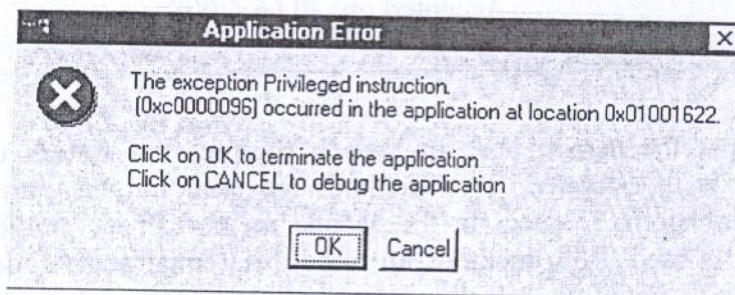 Application Error
The exception Privileged instruction.
(0xc0000096) occurred in the application at location 0x01001622.
Click on OK to terminate the application
Click on CANCEL to debug the application
OK Cancel